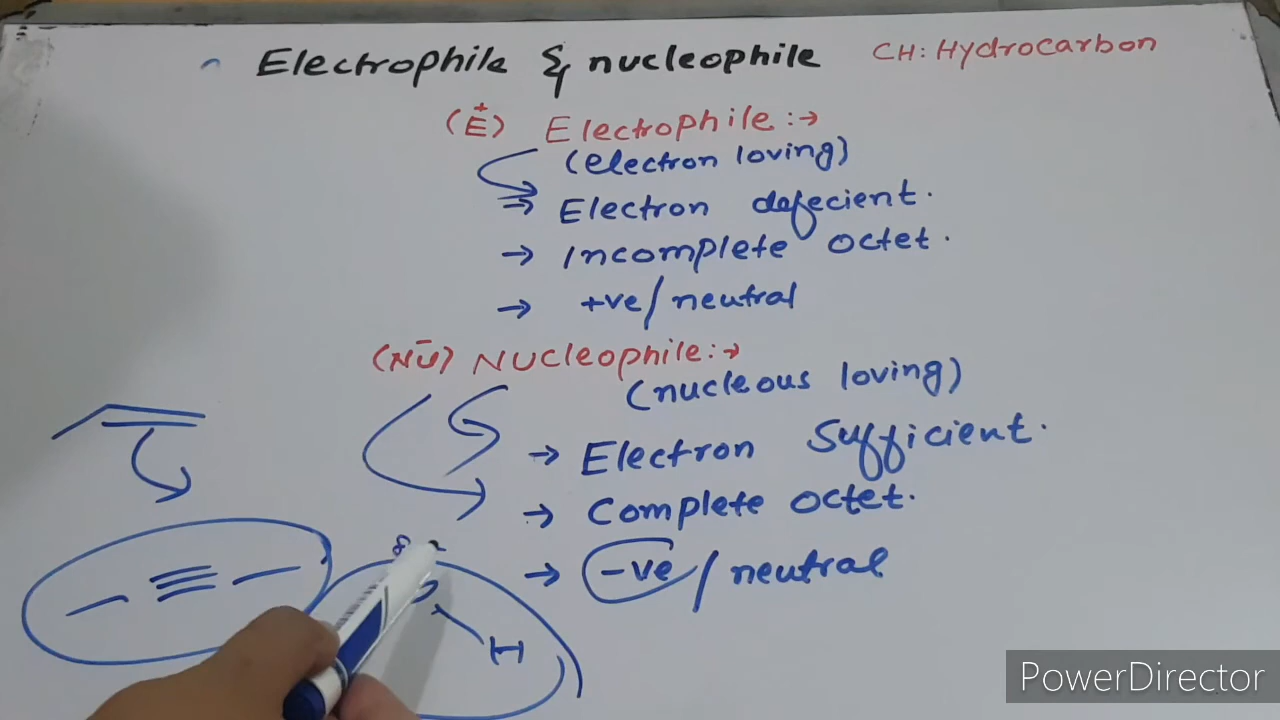 Electrophile & nucleophile CH: Hydrocarbon
(E⁺) Electrophile :→
(electron loving)
⇒ Electron defecient.
→ Incomplete octet.
→ +ve/neutral
(NU⁻) Nucleophile :→
(nucleous loving)
→ Electron Sufficient.
→ Complete octet.
→ -ve/neutral
H
PowerDirector